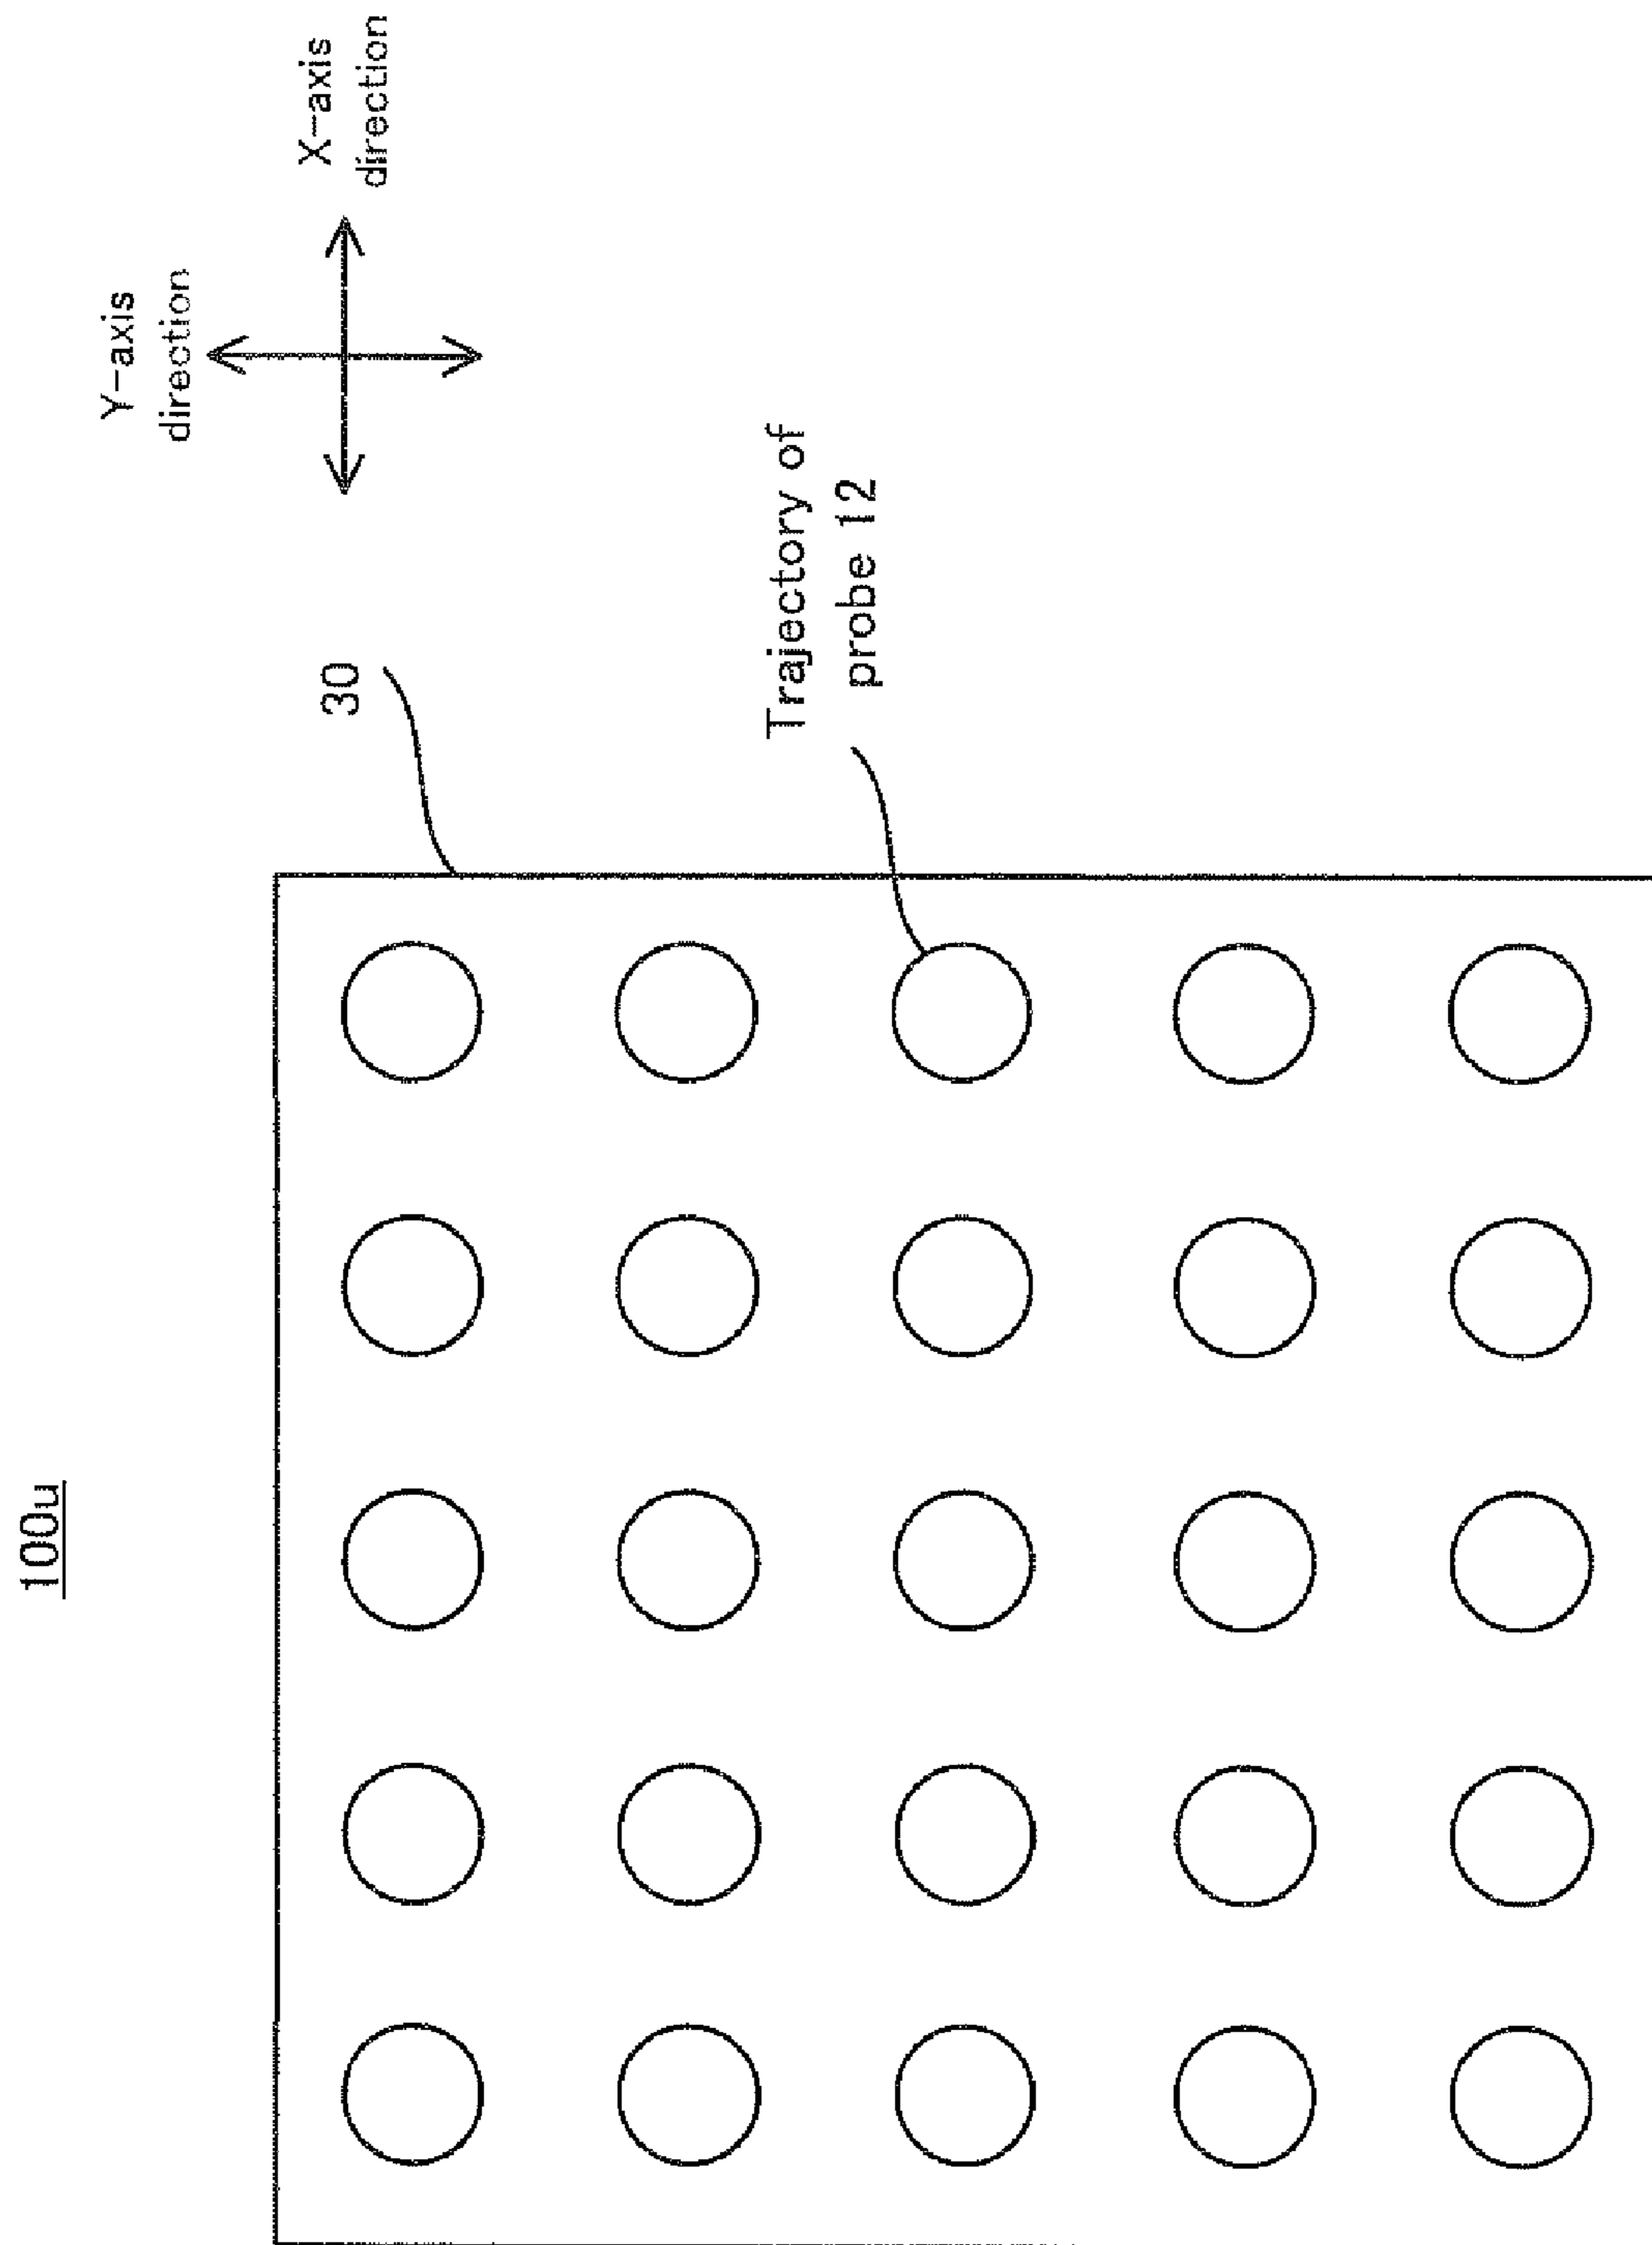 100u
Y-axis
direction
X-axis
direction
30
Trajectory of
probe 12